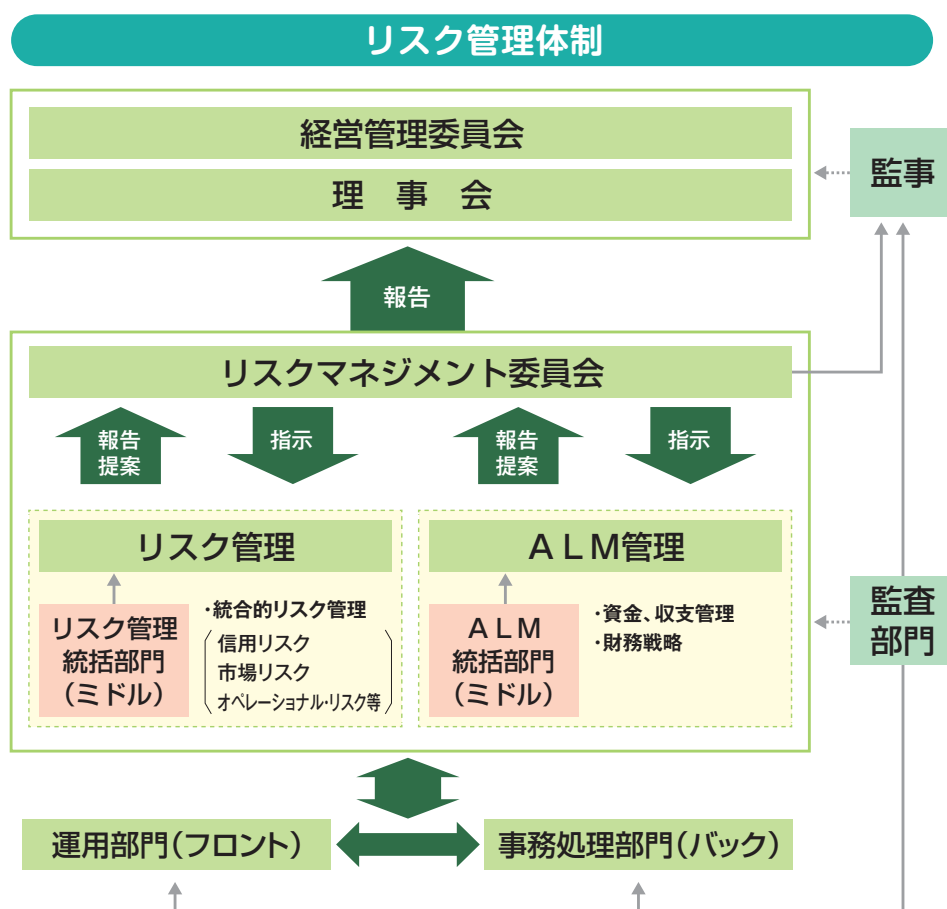 リスク管理体制
経営管理委員会
理事会
監事
報告
リスクマネジメント委員会
報告
提案
指示
報告
提案
指示
リスク管理
リスク管理
統括部門
(ミドル)
・統合的リスク管理
信用リスク
市場リスク
オペレーショナル・リスク等
ALM管理
ALM
統括部門
(ミドル)
・資金、収支管理
・財務戦略
監査
部門
運用部門(フロント)
事務処理部門(バック)